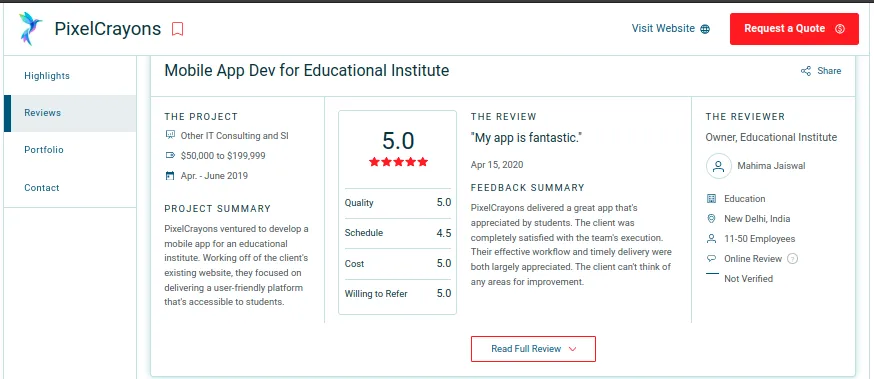 PixelCrayons
Visit Website
Request a Quote
Highlights
Reviews
Portfolio
Contact
Mobile App Dev for Educational Institute
Share
THE PROJECT
Other IT Consulting and SI
$50,000 to $199,999
Apr. - June 2019
PROJECT SUMMARY
PixelCrayons ventured to develop a
mobile app for an educational
institute. Working off of the client's
existing website, they focused on
delivering a user-friendly platform
that's accessible to students.
5.0
Quality 5.0
Schedule 4.5
Cost 5.0
Willing to Refer 5.0
THE REVIEW
"My app is fantastic."
Apr 15, 2020
FEEDBACK SUMMARY
PixelCrayons delivered a great app that's
appreciated by students. The client was
completely satisfied with the team's execution.
Their effective workflow and timely delivery were
both largely appreciated. The client can't think of
any areas for improvement.
Read Full Review
THE REVIEWER
Owner, Educational Institute
Mahima Jaiswal
Education
New Delhi, India
11-50 Employees
Online Review ?
Not Verified